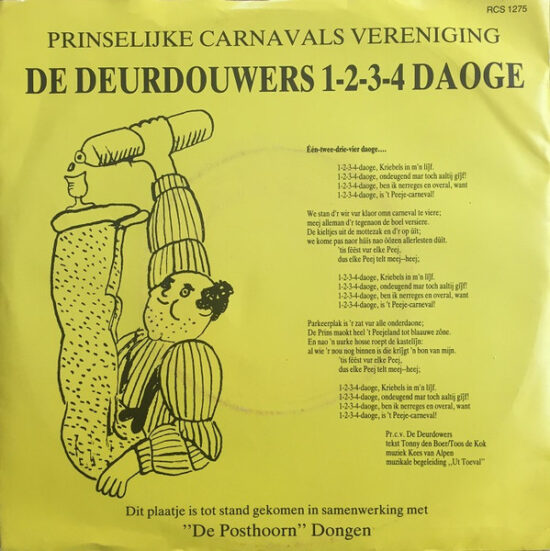 RCS 1275
PRINSELIJKE CARNAVALS VERENIGING
DE DEURDOUWERS 1-2-3-4 DAOGE
Één-twee-drie-vier daoge....
1-2-3-4-daoge, Kriebels in m'n lijf.
1-2-3-4-daoge, ondeugend mar toch aaltij gijf!
1-2-3-4-daoge, ben ik nerreges en overal, want
1-2-3-4-daoge, is 't Peeje-carneval!
We stan d'r wir vur klaor omn carneval te viere;
meej alleman d'r tegenaon de boel versiere.
De kieltjes uit de mottezak en d'r op úit;
we kome pas naor háiis nao óózen allerlesten dúit.
'tis féést vur elke Peej,
dus elke Peej telt meej--heej;
1-2-3-4-daoge, Kriebels in m'n lijf.
1-2-3-4-daoge, ondeugend mar toch aaltij gijf!
1-2-3-4-daoge, ben ik nerreges en overal, want
1-2-3-4-daoge, is 't Peeje-carneval!
Parkeerplak is 'r zat vur alle onderdaone;
De Prins maokt heel 't Peejeland tot blaauwe zône.
En nao 'n uurke hosse roept de kastelijn:
al wie 'r nou nog binnen is die krijgt 'n bon van mijn.
'tis féést vur elke Peej,
dus elke Peej telt meej--heej;
1-2-3-4-daoge, Kriebels in m'n lijf.
1-2-3-4-daoge, ondeugend mar toch aaltij gijf!
1-2-3-4-daoge, ben ik nerreges en overal, want
1-2-3-4-daoge, is 't Peeje-carneval!
Pr.c.v. De Deurdowers
tekst Tonny den Boer/Toos de Kok
muziek Kees van Alpen
muzikale begeleiding ,,Ut Toeval"
Dit plaatje is tot stand gekomen in samenwerking met
"De Posthoorn" Dongen